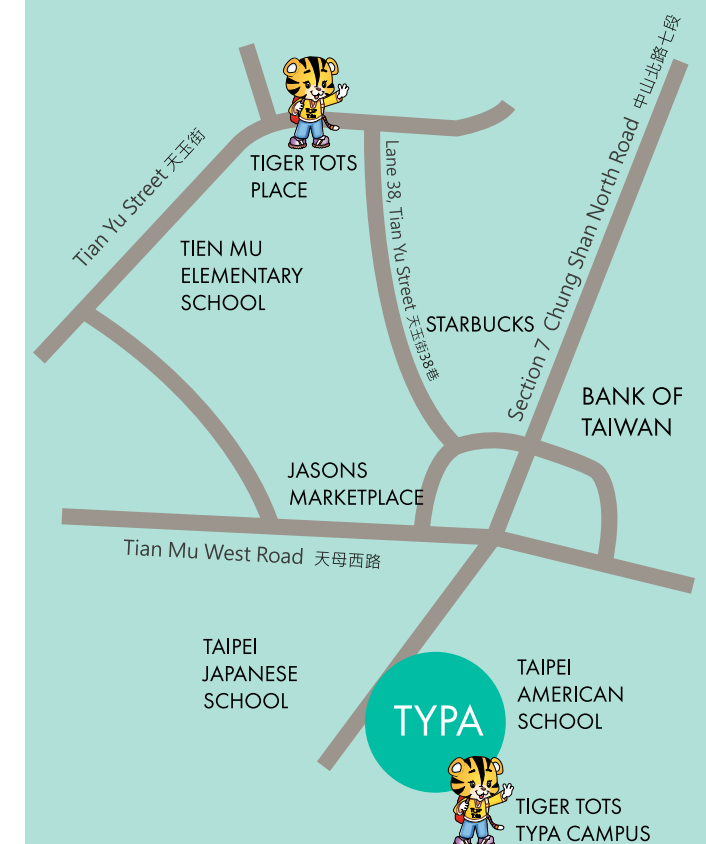 Section 7 Chung Shan North Road 中山北路七段
Tian Yu Street 天玉街
TIGER TOTS
PLACE
Lane 38, Tian Yu Street 天玉街38巷
TIEN MU
ELEMENTARY
SCHOOL
STARBUCKS
BANK OF
TAIWAN
JASONS
MARKETPLACE
Tian Mu West Road 天母西路
TAIPEI
JAPANESE
SCHOOL
TYPA
TAIPEI
AMERICAN
SCHOOL
TIGER TOTS
TYPA CAMPUS